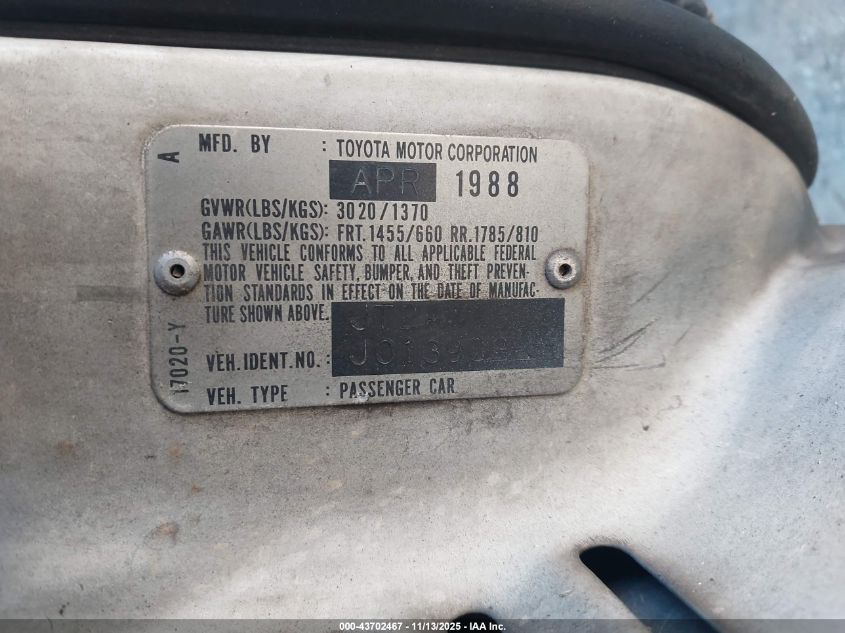 A
MFD. BY : TOYOTA MOTOR CORPORATION
APR 1988
GVWR(LBS/KGS): 3020/1370
GAWR(LBS/KGS): FRT. 1455/660 RR. 1785/810
THIS VEHICLE CONFORMS TO ALL APPLICABLE FEDERAL
MOTOR VEHICLE SAFETY, BUMPER, AND THEFT PREVEN-
TION STANDARDS IN EFFECT ON THE DATE OF MANUFAC-
TURE SHOWN ABOVE.
VEH. IDENT. NO. :
VEH. TYPE : PASSENGER CAR
17020-Y
000-43702467 - 11/13/2025 - IAA Inc.